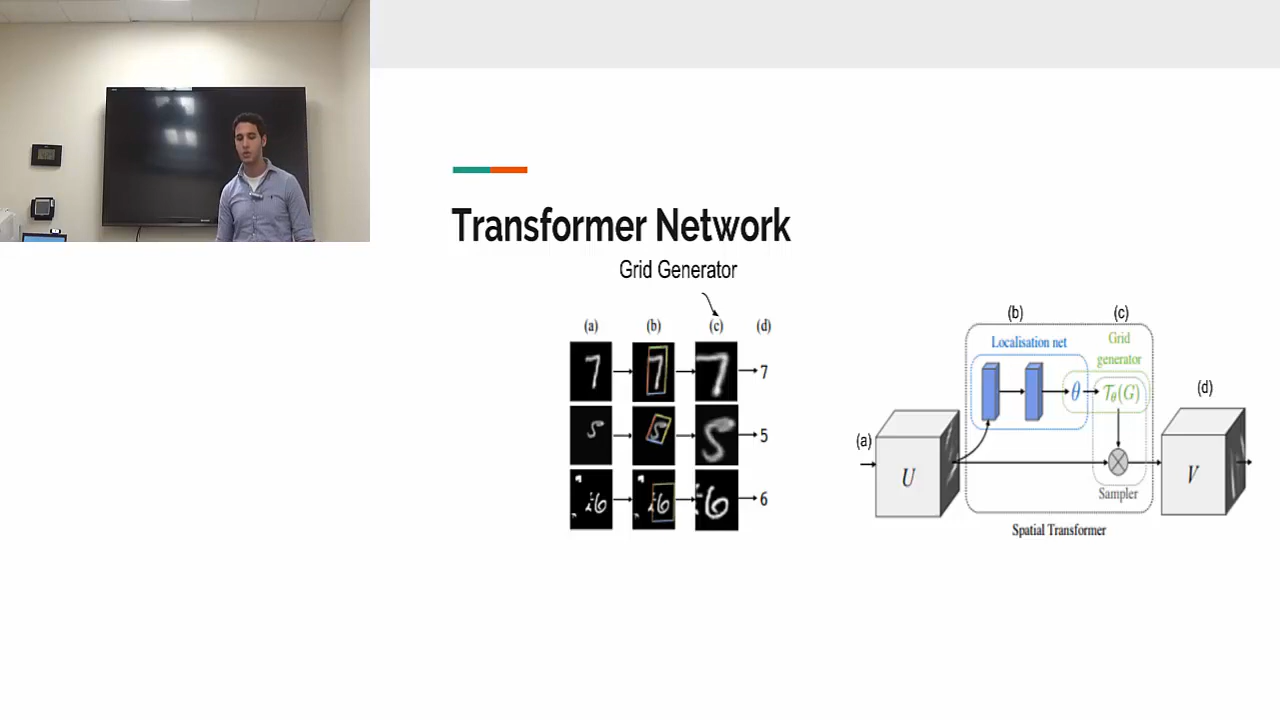 Transformer Network
Grid Generator
(a) (b) (c) (d)
7
5
6
(b) (c)
Localisation net
Grid
generator
θ
𝒯θ(G)
(d)
(a)
U
V
Sampler
Spatial Transformer